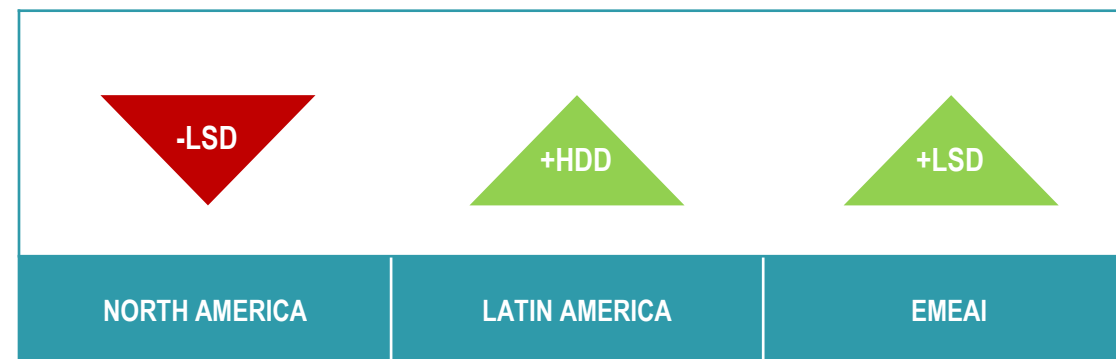 -LSD
+HDD
+LSD
NORTH AMERICA
LATIN AMERICA
EMEAI